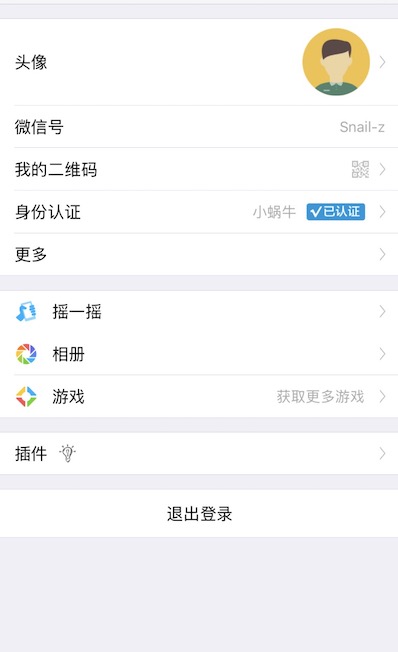 头像
微信号 Snail-z
我的二维码
身份认证 小蜗牛 已认证
更多
摇一摇
相册
游戏 获取更多游戏
插件
退出登录